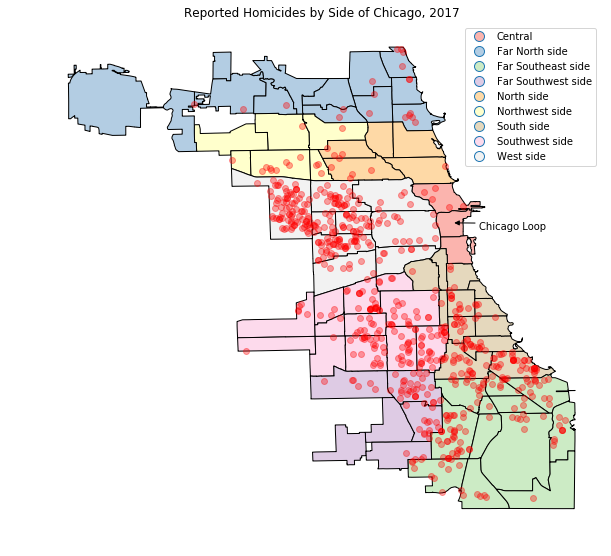 Reported Homicides by Side of Chicago, 2017
Central
Far North side
Far Southeast side
Far Southwest side
North side
Northwest side
South side
Southwest side
West side
Chicago Loop